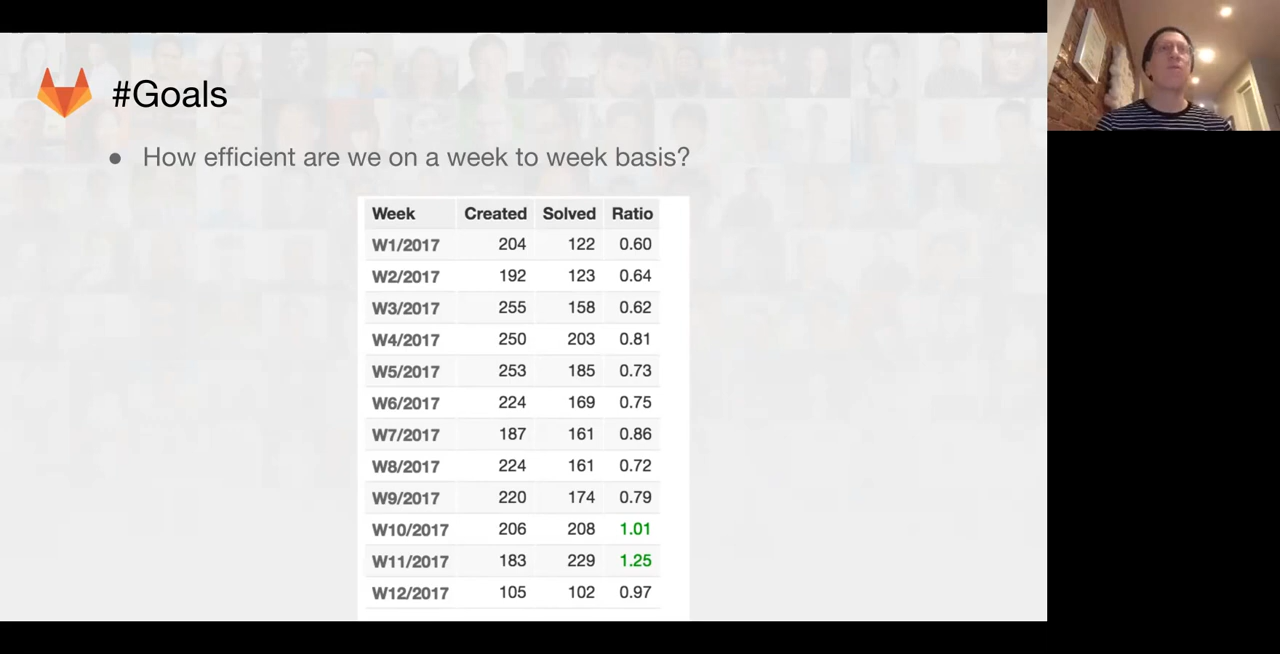 #Goals
● How efficient are we on a week to week basis?
Week Created Solved Ratio
W1/2017 204 122 0.60
W2/2017 192 123 0.64
W3/2017 255 158 0.62
W4/2017 250 203 0.81
W5/2017 253 185 0.73
W6/2017 224 169 0.75
W7/2017 187 161 0.86
W8/2017 224 161 0.72
W9/2017 220 174 0.79
W10/2017 206 208 1.01
W11/2017 183 229 1.25
W12/2017 105 102 0.97